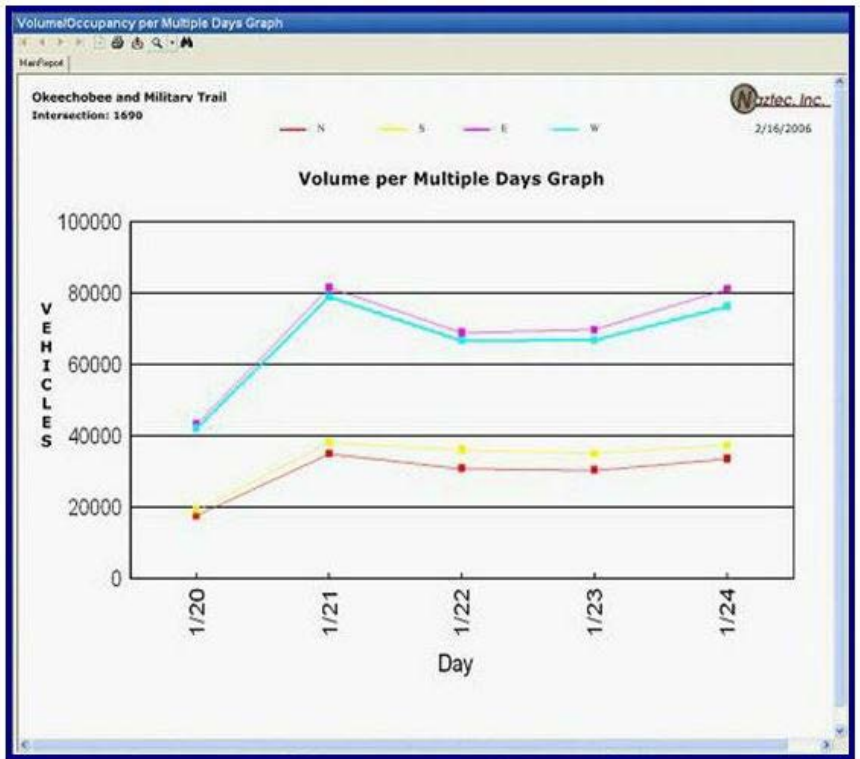 Volume/Occupancy per Multiple Days Graph
MainReport
Okeechobee and Military Trail
Intersection: 1690
Naztec, Inc.
2/16/2006
N S E W
Volume per Multiple Days Graph
VEHICLES
100000
80000
60000
40000
20000
0
1/20 1/21 1/22 1/23 1/24
Day